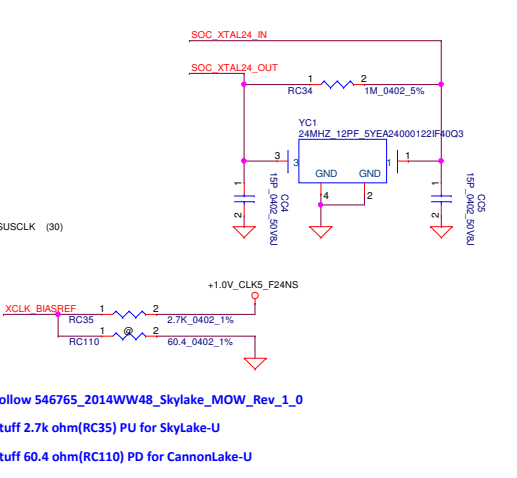 SOC_XTAL24_IN
SOC_XTAL24_OUT
1 2
RC34 1M_0402_5%
YC1
24MHZ_12PF_5YEA24000122IF40Q3
3 3 1 1
GND GND
4 2
1 2 CC4 15P_0402_50V8J
1 2 CC5 15P_0402_50V8J
SUSCLK (30)
+1.0V_CLK5_F24NS
XCLK_BIASREF 1 2
RC35 2.7K_0402_1%
1 @ 2
RC110 60.4_0402_1%
ollow 546765_2014WW48_Skylake_MOW_Rev_1_0
tuff 2.7k ohm(RC35) PU for SkyLake-U
tuff 60.4 ohm(RC110) PD for CannonLake-U